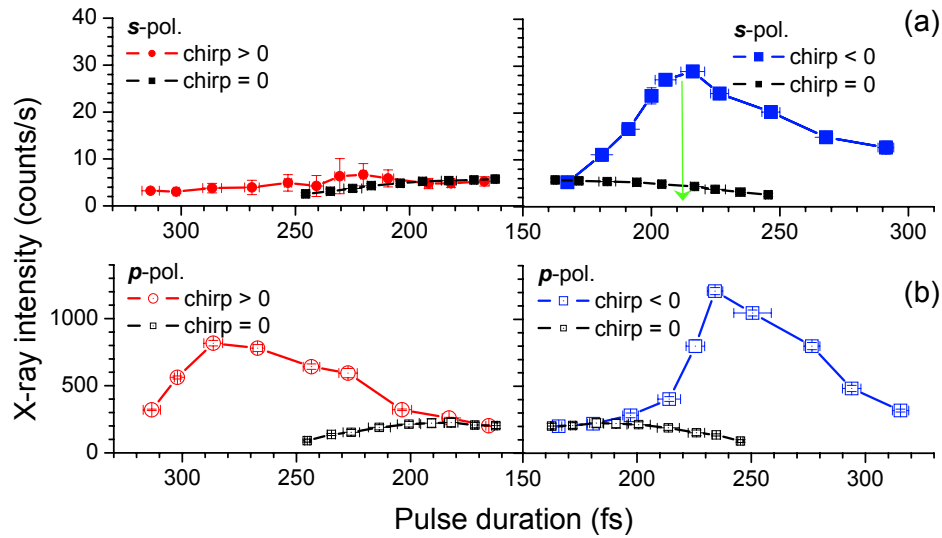 X-ray intensity (counts/s)
40
30
20
10
0
s-pol.
chirp > 0
chirp = 0
(a)
s-pol.
chirp < 0
chirp = 0
300
250
200
150
200
250
300
1000
500
0
p-pol.
chirp > 0
chirp = 0
(b)
p-pol.
chirp < 0
chirp = 0
300
250
200
150
200
250
300
Pulse duration (fs)